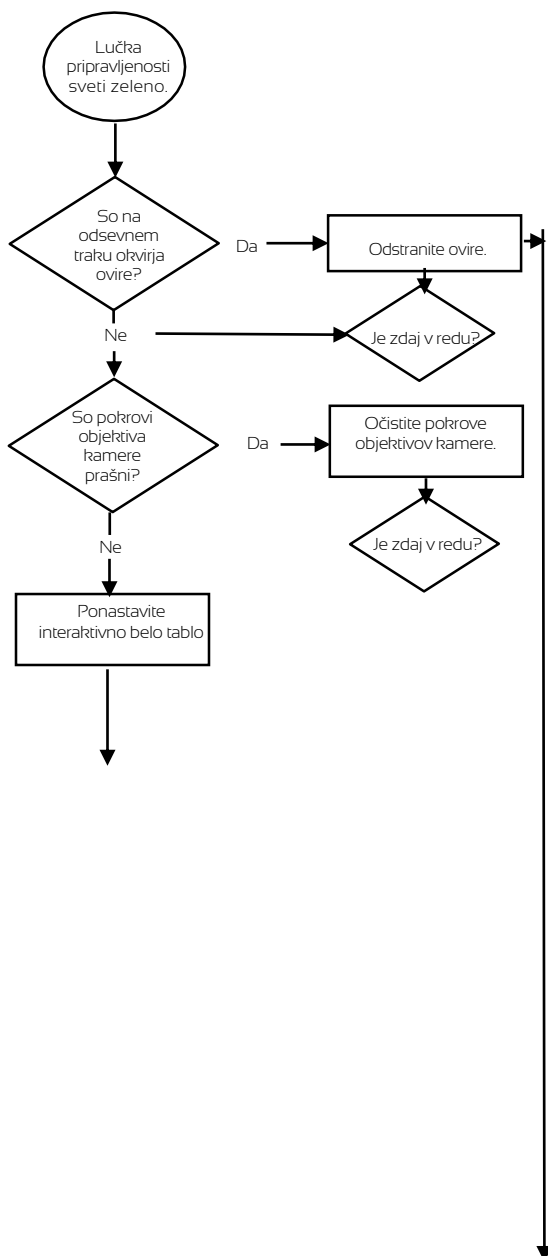 Lučka
pripravljenosti
sveti zeleno.
So na
odsevnem
traku okvirja
ovire?
Da
Odstranite ovire.
Ne
Je zdaj v redu?
So pokrovi
objektiva
kamere
prašni?
Da
Očistite pokrove
objektivov kamere.
Ne
Je zdaj v redu?
Ponastavite
interaktivno belo tablo